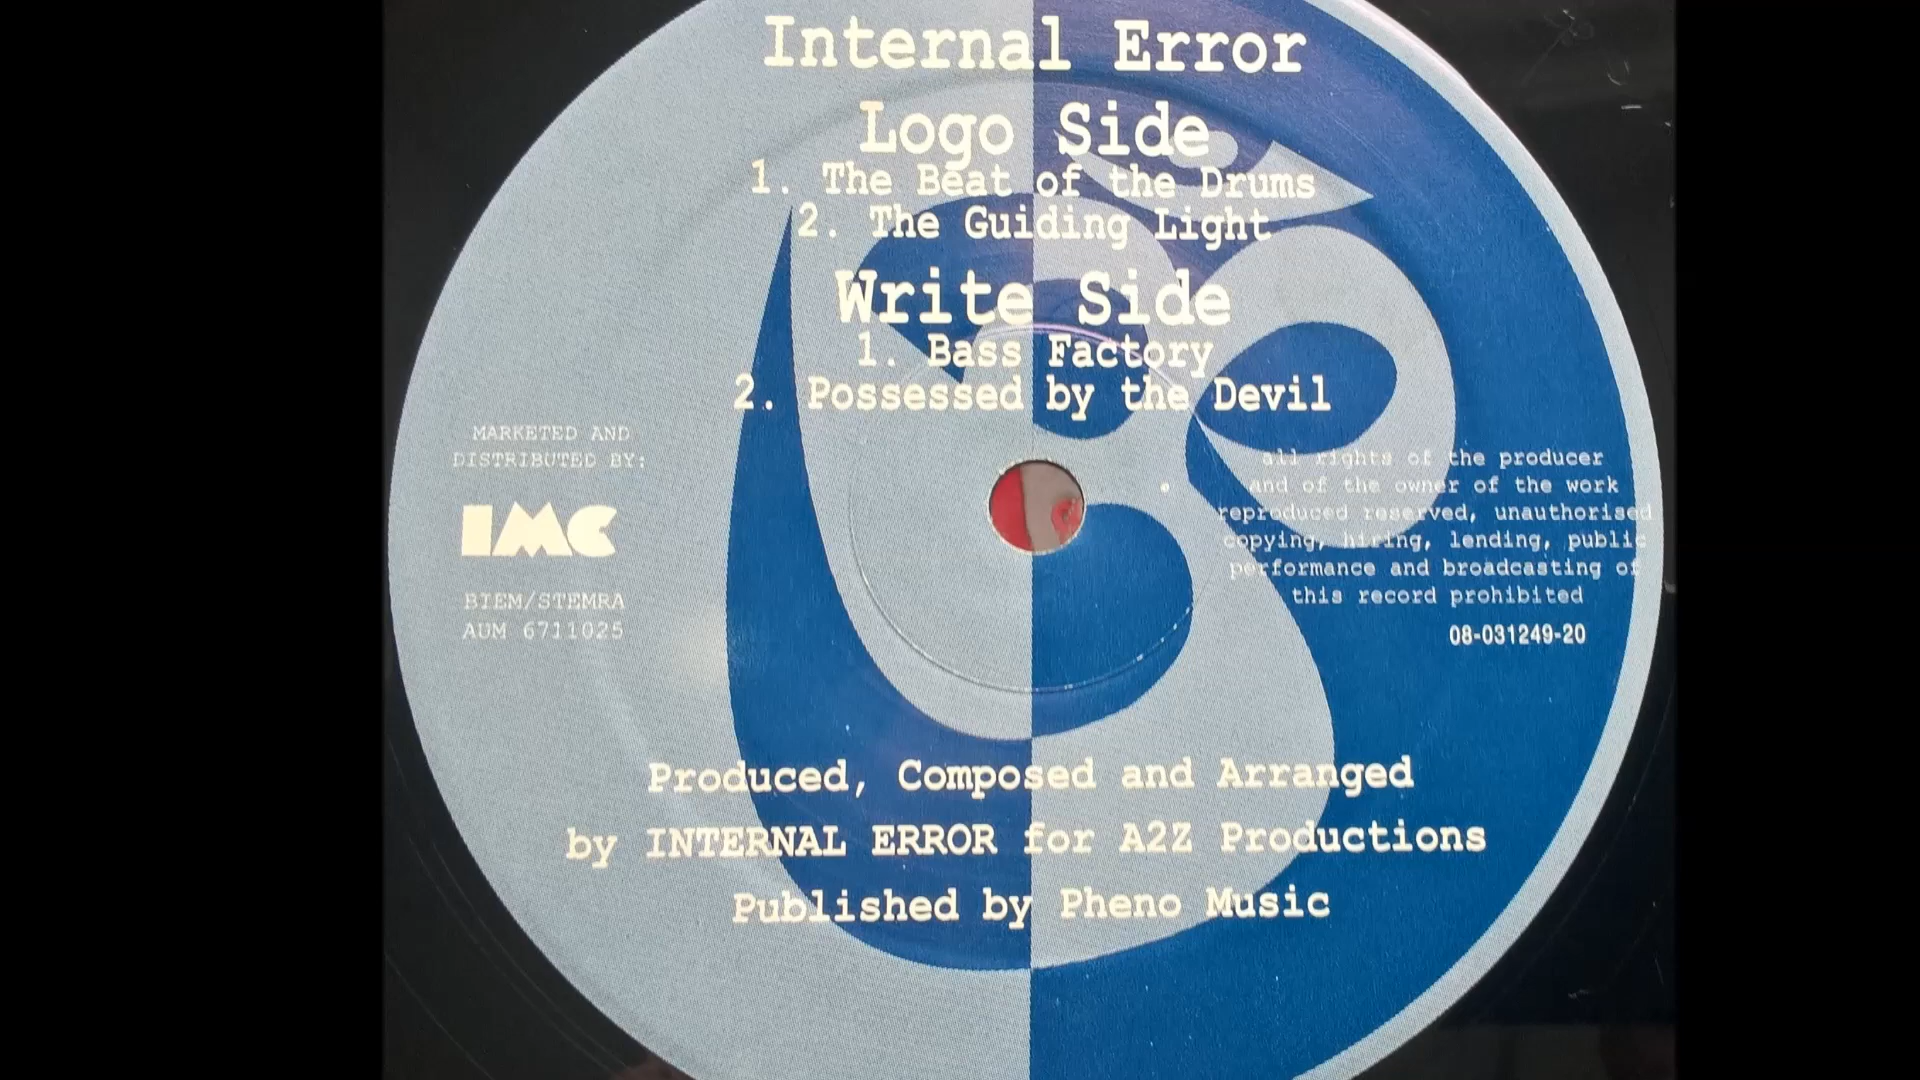 Internal Error
Logo Side
1. The Beat of the Drums
2. The Guiding Light
Write Side
1. Bass Factory
2. Possessed by the Devil
MARKETED AND
DISTRIBUTED BY:
IMC
BIEM/STEMRA
AUM 6711025
all rights of the producer
and of the owner of the work
reproduced reserved, unauthorised
copying, hiring, lending, public
performance and broadcasting of
this record prohibited
08-031249-20
Produced, Composed and Arranged
by INTERNAL ERROR for A2Z Productions
Published by Pheno Music